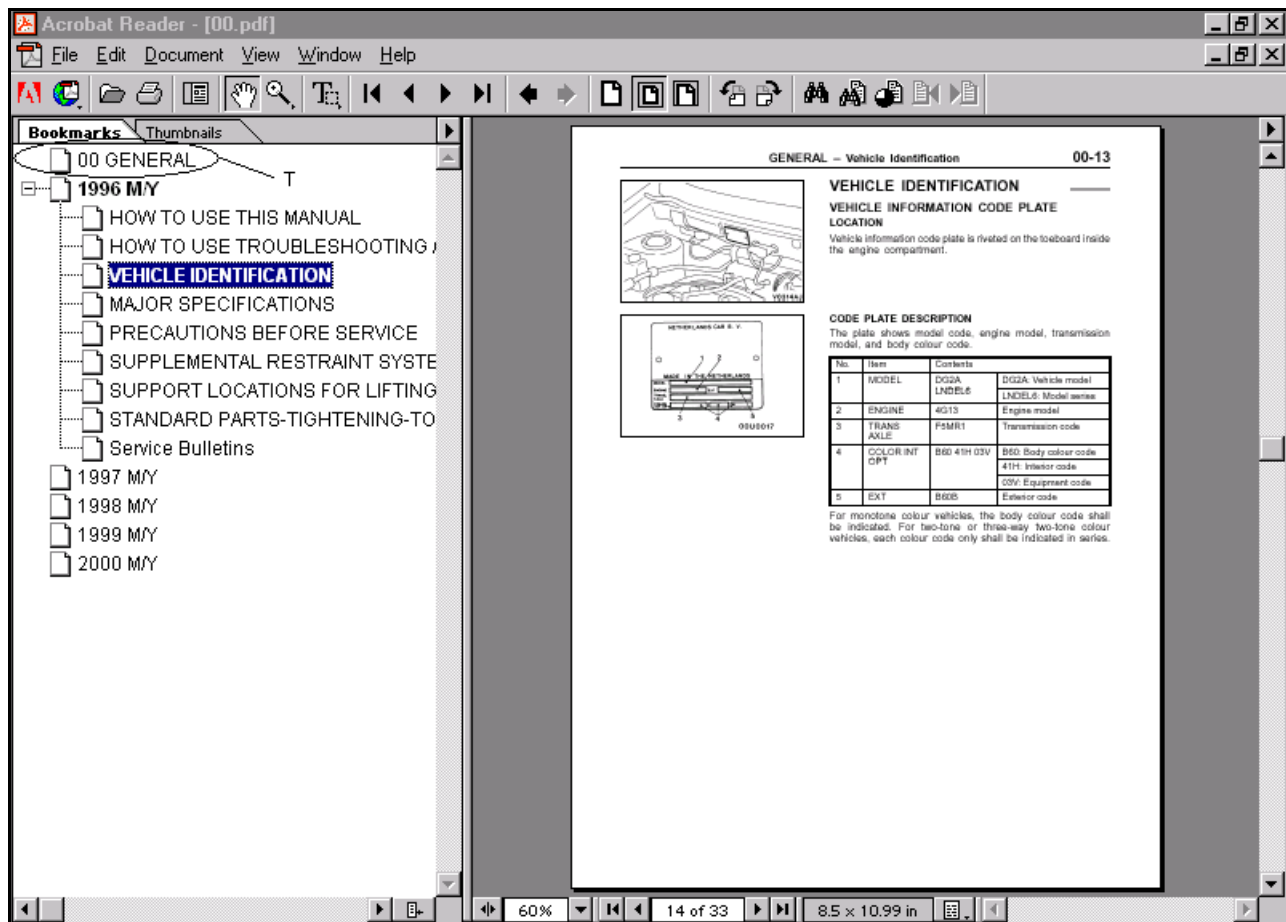 Acrobat Reader - [00.pdf]
File Edit Document View Window Help
Bookmarks Thumbnails
00 GENERAL
T
1996 M/Y
HOW TO USE THIS MANUAL
HOW TO USE TROUBLESHOOTING
VEHICLE IDENTIFICATION
MAJOR SPECIFICATIONS
PRECAUTIONS BEFORE SERVICE
SUPPLEMENTAL RESTRAINT SYSTE
SUPPORT LOCATIONS FOR LIFTING
STANDARD PARTS-TIGHTENING-TO
Service Bulletins
1997 M/Y
1998 M/Y
1999 M/Y
2000 M/Y
GENERAL – Vehicle Identification 00-13
VEHICLE IDENTIFICATION
VEHICLE INFORMATION CODE PLATE
LOCATION
Vehicle information code plate is riveted on the toeboard inside
the engine compartment.
CODE PLATE DESCRIPTION
The plate shows model code, engine model, transmission
model, and body colour code.
NETHERLANDS CAR B. V.
1 2
MADE IN THE NETHERLANDS
3 4 5
00U0017
No. Item Contents
1 MODEL DG2A LNDEL6 DG2A: Vehicle model
LNDEL6: Model series
2 ENGINE 4G13 Engine model
3 TRANS AXLE F5MR1 Transmission code
4 COLOR INT OPT B60 41H 03V B60: Body colour code
41H: Interior code
03V: Equipment code
5 EXT B60B Exterior code
For monotone colour vehicles, the body colour code shall
be indicated. For two-tone or three-way two-tone colour
vehicles, each colour code only shall be indicated in series.
60% 14 of 33 8.5 x 10.99 in